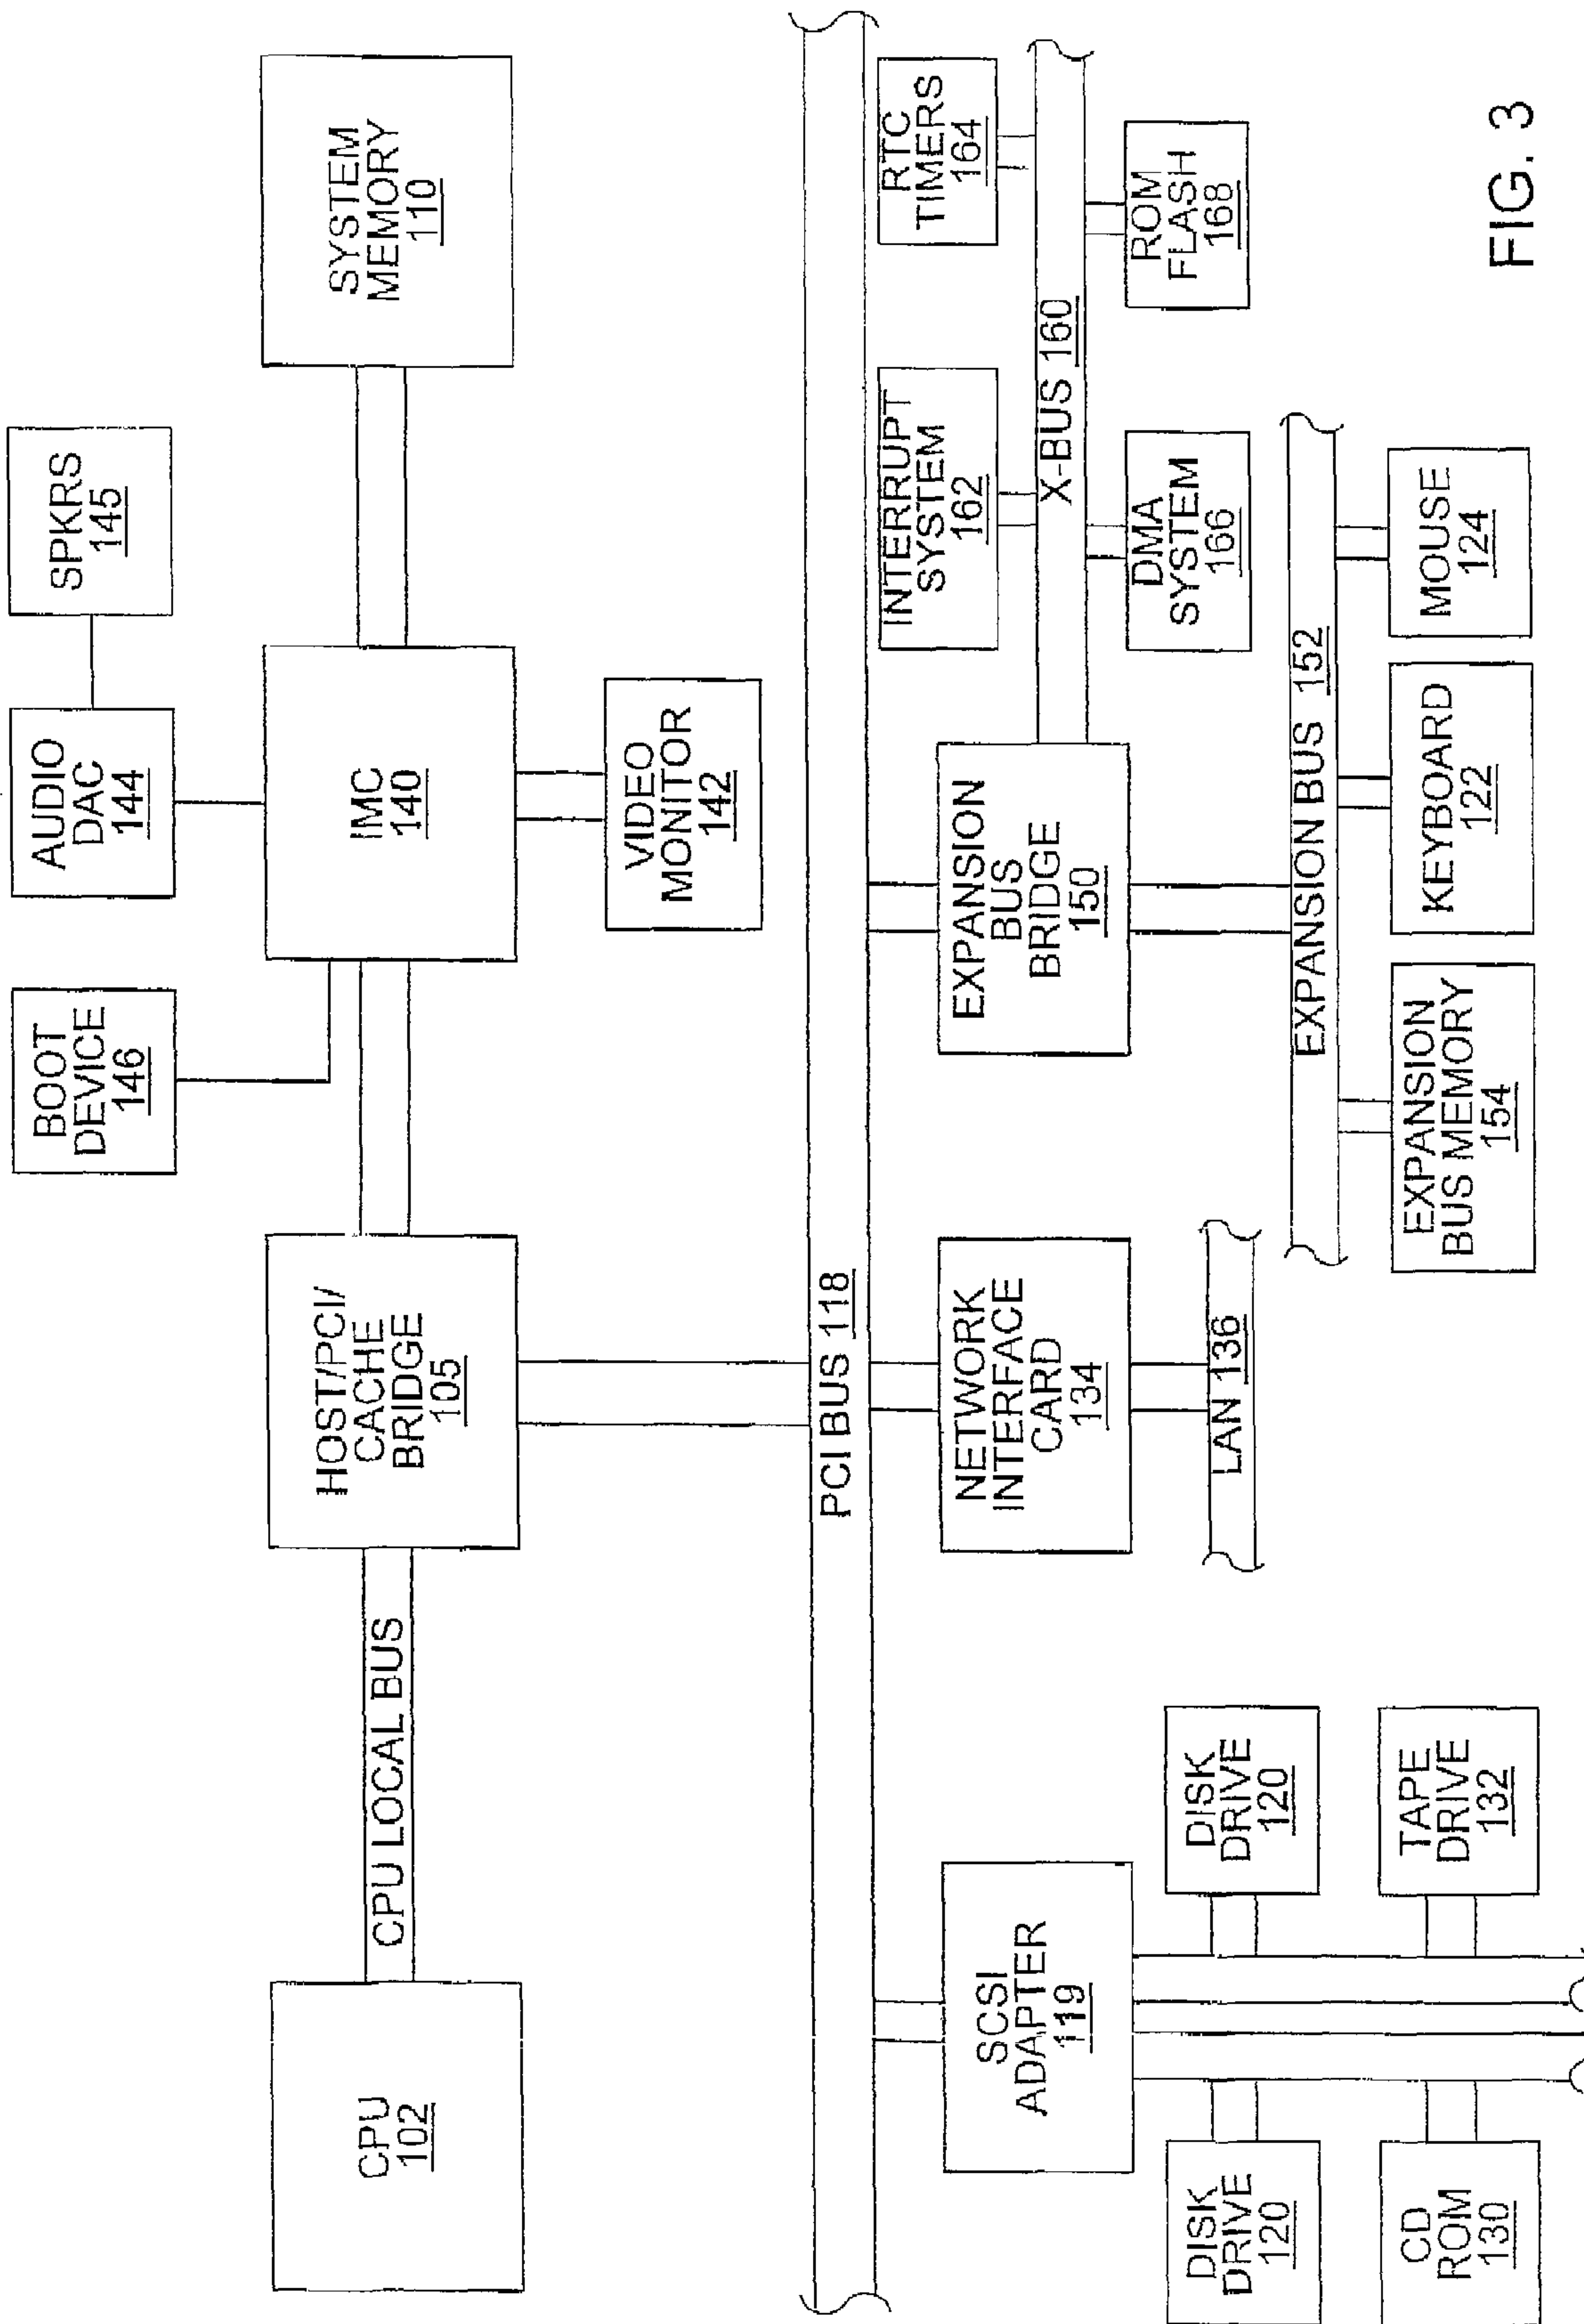 BOOT
DEVICE
146
AUDIO
DAC
144
SPKRS
145
CPU
102
CPU LOCAL BUS
HOST/PCI/
CACHE
BRIDGE
105
IMC
140
SYSTEM
MEMORY
110
VIDEO
MONITOR
142
PCI BUS 118
SCSI
ADAPTER
119
NETWORK
INTERFACE
CARD
134
EXPANSION
BUS
BRIDGE
150
INTERRUPT
SYSTEM
162
RTC
TIMERS
164
X-BUS 160
DMA
SYSTEM
166
ROM
FLASH
168
DISK
DRIVE
120
DISK
DRIVE
120
LAN 136
EXPANSION BUS 152
CD
ROM
130
TAPE
DRIVE
132
EXPANSION
BUS MEMORY
154
KEYBOARD
122
MOUSE
124
FIG. 3